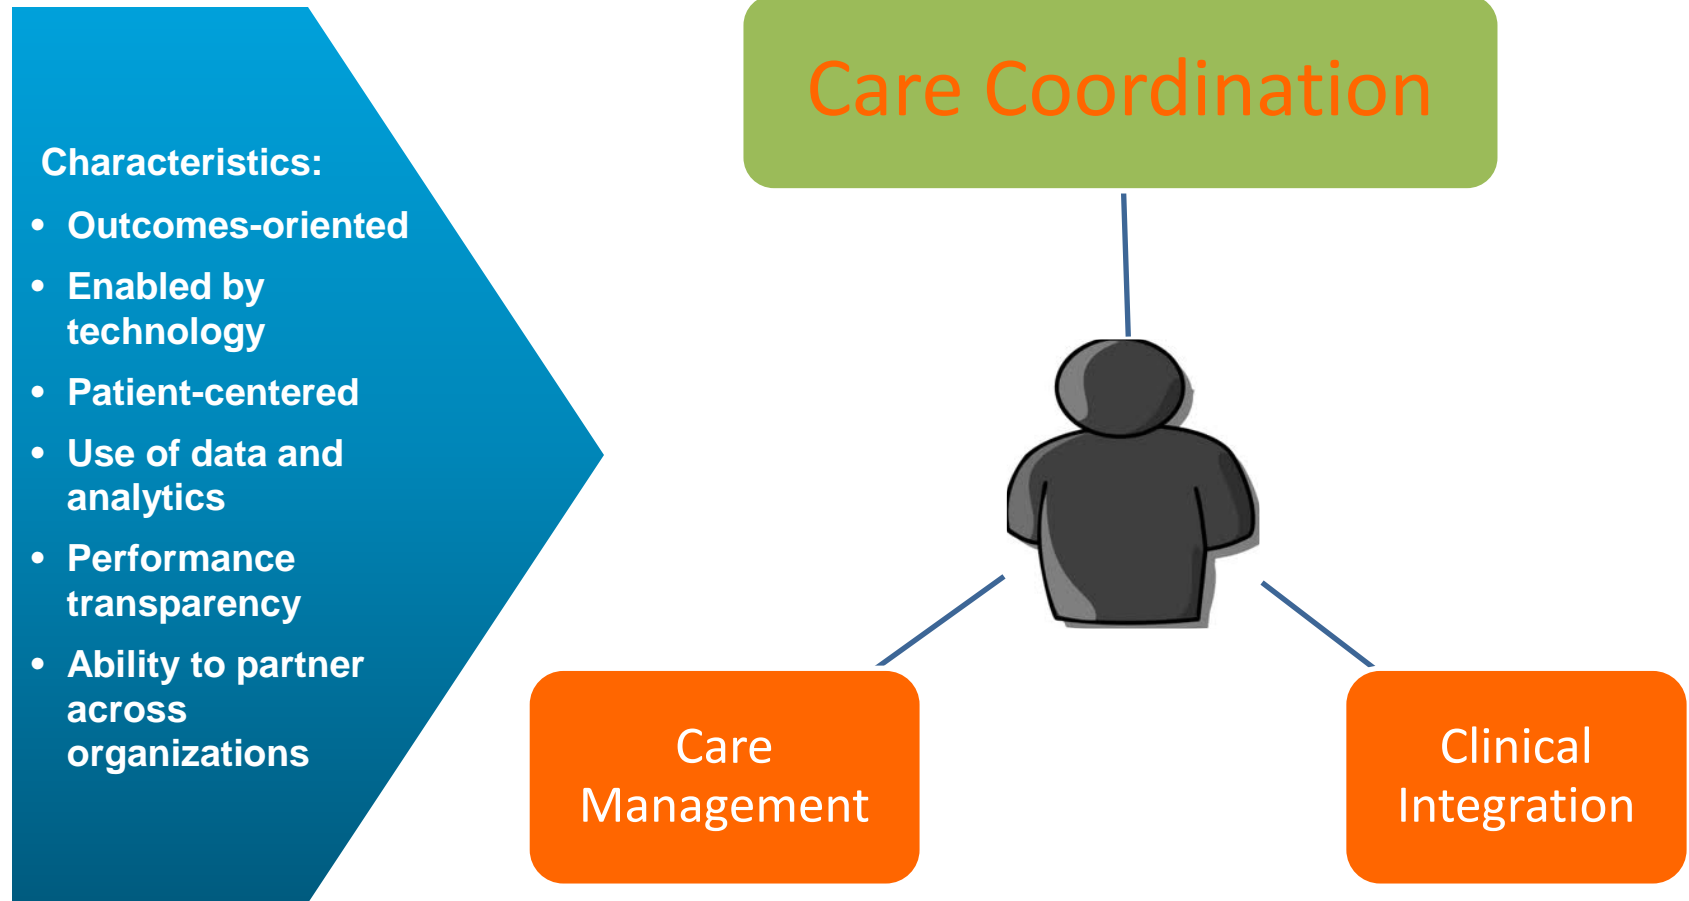 Characteristics:
• Outcomes-oriented
• Enabled by
technology
• Patient-centered
• Use of data and
analytics
• Performance
transparency
• Ability to partner
across
organizations
Care Coordination
Care
Management
Clinical
Integration